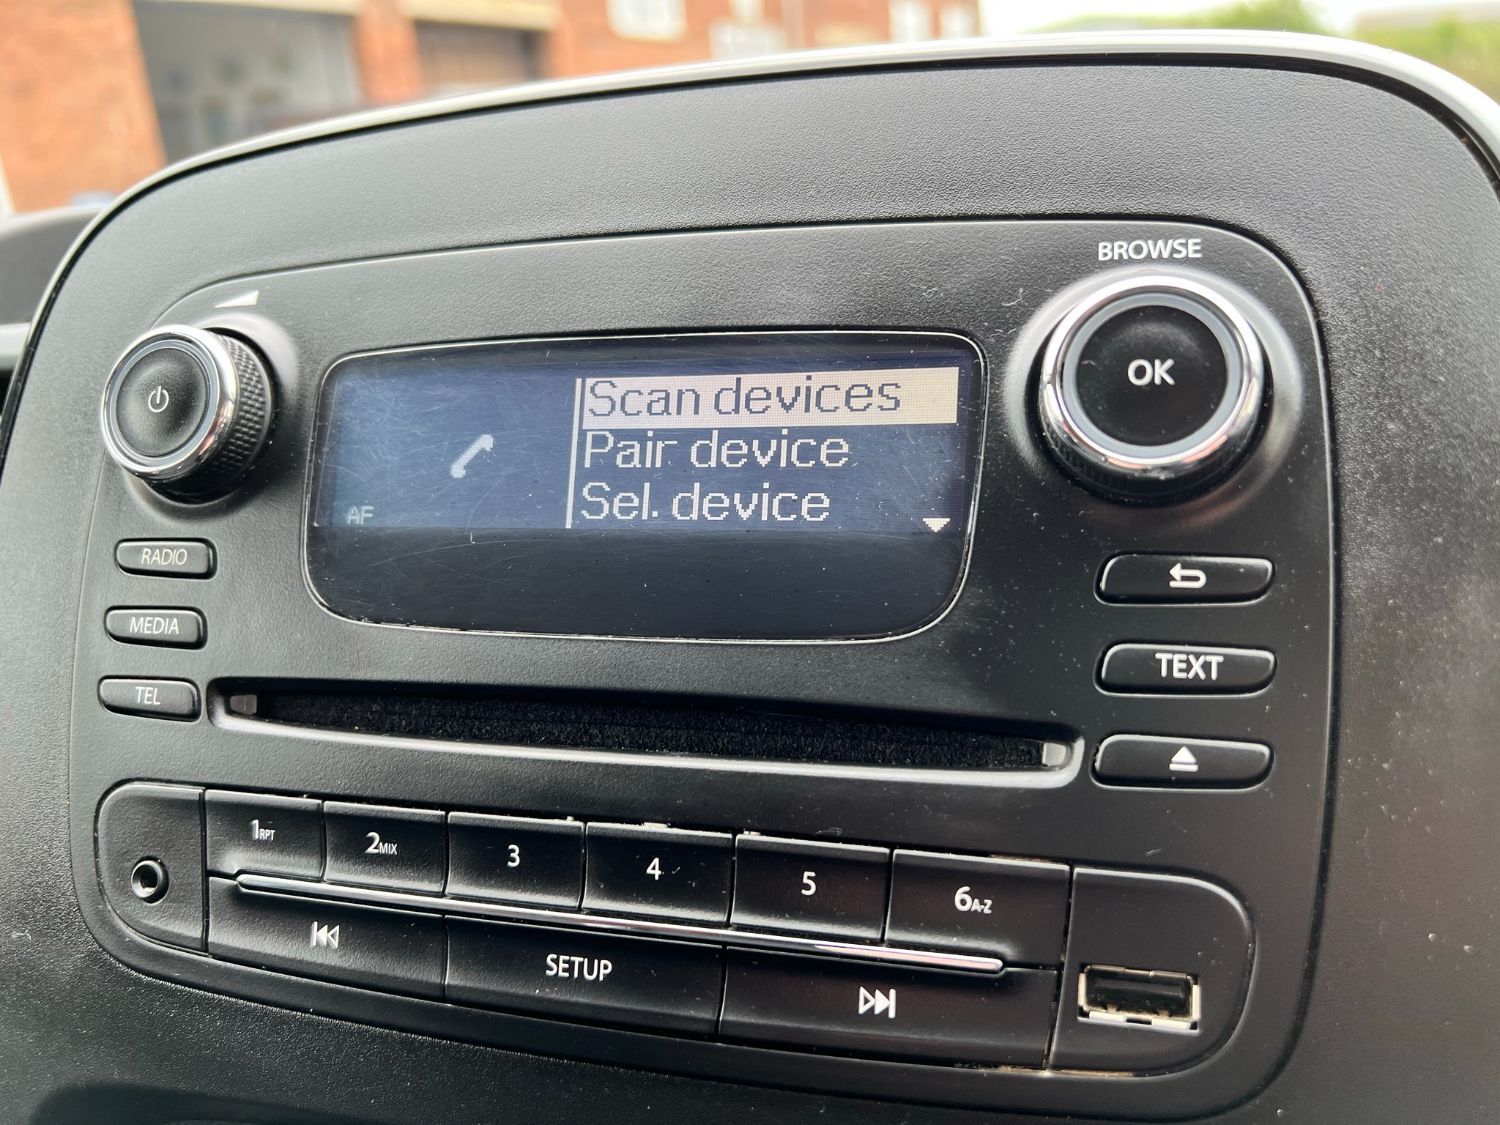 BROWSE
OK
Scan devices
Pair device
Sel. device
AF
RADIO
MEDIA
TEL
TEXT
1RPT
2MIX
3
4
5
6A-Z
SETUP